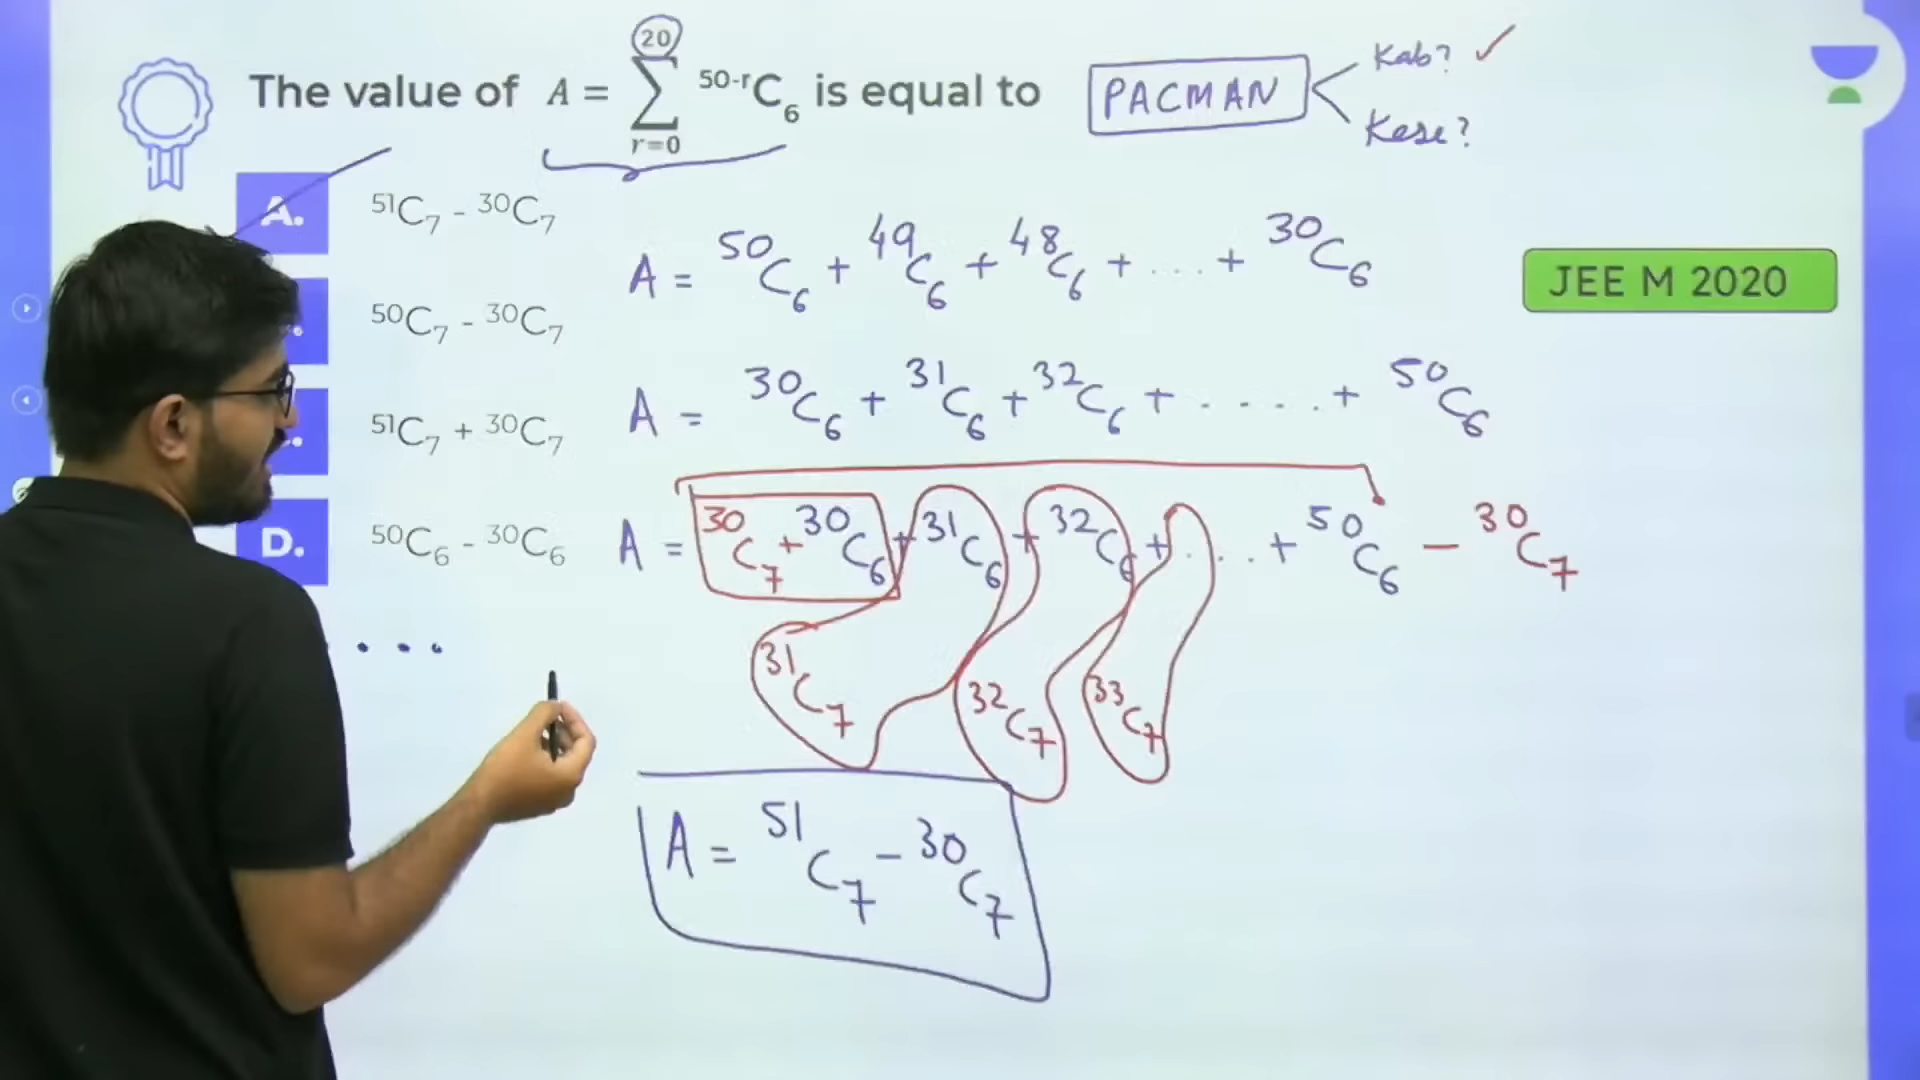 The value of A = ∑ ⁵⁰⁻ʳC₆ is equal to
20
r=0
PACMAN
Kab? ✓
Kese?
A. ⁵¹C₇ - ³⁰C₇
⁵⁰C₇ - ³⁰C₇
⁵¹C₇ + ³⁰C₇
D. ⁵⁰C₆ - ³⁰C₆
JEE M 2020
A = ⁵⁰C₆ + ⁴⁹C₆ + ⁴⁸C₆ + .... + ³⁰C₆
A = ³⁰C₆ + ³¹C₆ + ³²C₆ + ..... + ⁵⁰C₆
A = ³⁰C₇ + ³⁰C₆ + ³¹C₆ + ³²C₆ + ... + ⁵⁰C₆ − ³⁰C₇
³¹C₇ ³²C₇ ³³C₇
A = ⁵¹C₇ − ³⁰C₇